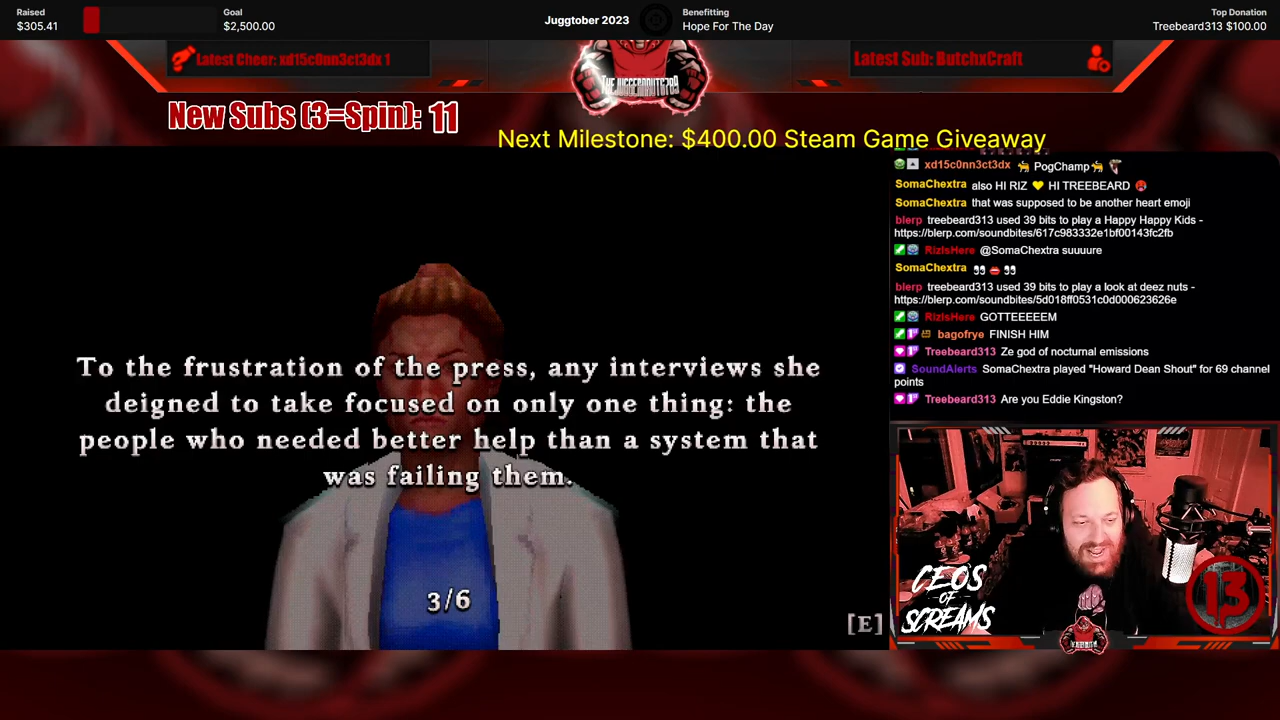 Raised
$305.41
Goal
$2,500.00
Juggtober 2023
Benefitting
Hope For The Day
Top Donation
Treebeard313 $100.00
Latest Cheer: xd15c0nn3ct3dx 1
THEJUGGERNAUT6789
Latest Sub: ButchxCraft
New Subs (3=Spin): 11
Next Milestone: $400.00 Steam Game Giveaway
xd15c0nn3ct3dx PogChamp
SomaChextra also HI RIZ 💛 HI TREEBEARD 🥵
SomaChextra that was supposed to be another heart emoji
blerp treebeard313 used 39 bits to play a Happy Happy Kids -
https://blerp.com/soundbites/617c983332e1bf00143fc2fb
RizIsHere @SomaChextra suuuure
SomaChextra 👀 👄 👀
blerp treebeard313 used 39 bits to play a look at deez nuts -
https://blerp.com/soundbites/5d018ff0531c0d000623626e
RizIsHere GOTTEEEEEM
bagofrye FINISH HIM
Treebeard313 Ze god of nocturnal emissions
SoundAlerts SomaChextra played "Howard Dean Shout" for 69 channel
points
Treebeard313 Are you Eddie Kingston?
To the frustration of the press, any interviews she
deigned to take focused on only one thing: the
people who needed better help than a system that
was failing them.
3/6
[E]
CEOS
OF
SCREAMS
13